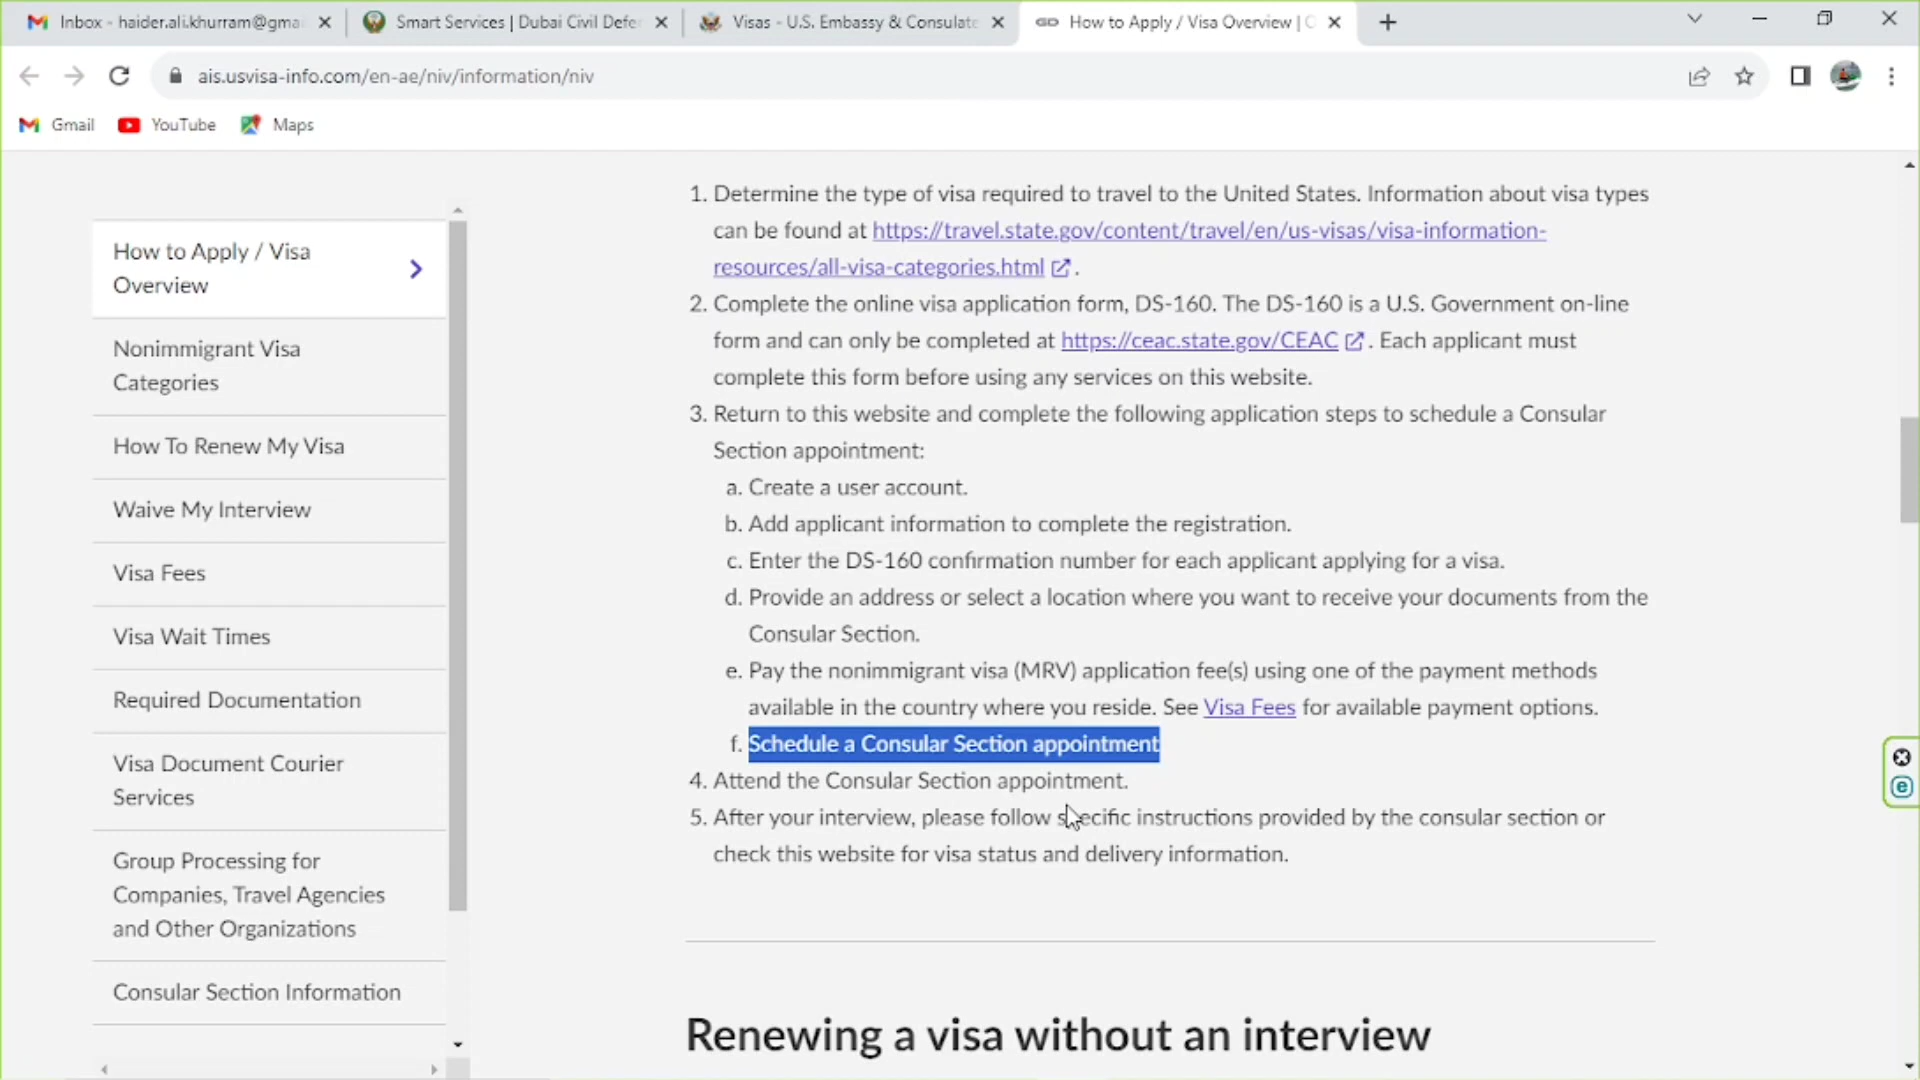 Inbox - haider.ali.khurram@gma
Smart Services | Dubai Civil Defe
Visas - U.S. Embassy & Consulate
How to Apply / Visa Overview |
ais.usvisa-info.com/en-ae/niv/information/niv
Gmail
YouTube
Maps
How to Apply / Visa
Overview
Nonimmigrant Visa
Categories
How To Renew My Visa
Waive My Interview
Visa Fees
Visa Wait Times
Required Documentation
Visa Document Courier
Services
Group Processing for
Companies, Travel Agencies
and Other Organizations
Consular Section Information
1. Determine the type of visa required to travel to the United States. Information about visa types
can be found at https://travel.state.gov/content/travel/en/us-visas/visa-information-
resources/all-visa-categories.html .
2. Complete the online visa application form, DS-160. The DS-160 is a U.S. Government on-line
form and can only be completed at https://ceac.state.gov/CEAC . Each applicant must
complete this form before using any services on this website.
3. Return to this website and complete the following application steps to schedule a Consular
Section appointment:
a. Create a user account.
b. Add applicant information to complete the registration.
c. Enter the DS-160 confirmation number for each applicant applying for a visa.
d. Provide an address or select a location where you want to receive your documents from the
Consular Section.
e. Pay the nonimmigrant visa (MRV) application fee(s) using one of the payment methods
available in the country where you reside. See Visa Fees for available payment options.
f. Schedule a Consular Section appointment
4. Attend the Consular Section appointment.
5. After your interview, please follow specific instructions provided by the consular section or
check this website for visa status and delivery information.
Renewing a visa without an interview